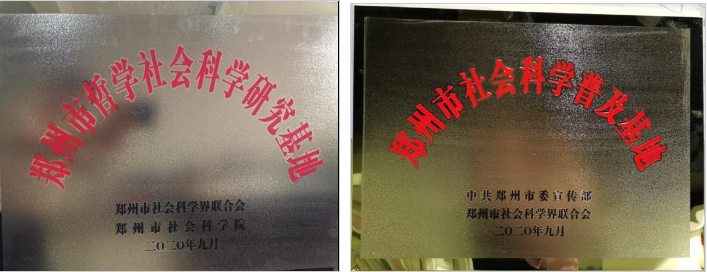 郑州市哲学社会科学研究基地
郑州市社会科学界联合会
郑州市社会科学院
二〇二〇年九月
郑州市社会科学普及基地
中共郑州市委宣传部
郑州市社会科学界联合会
二〇二〇年九月